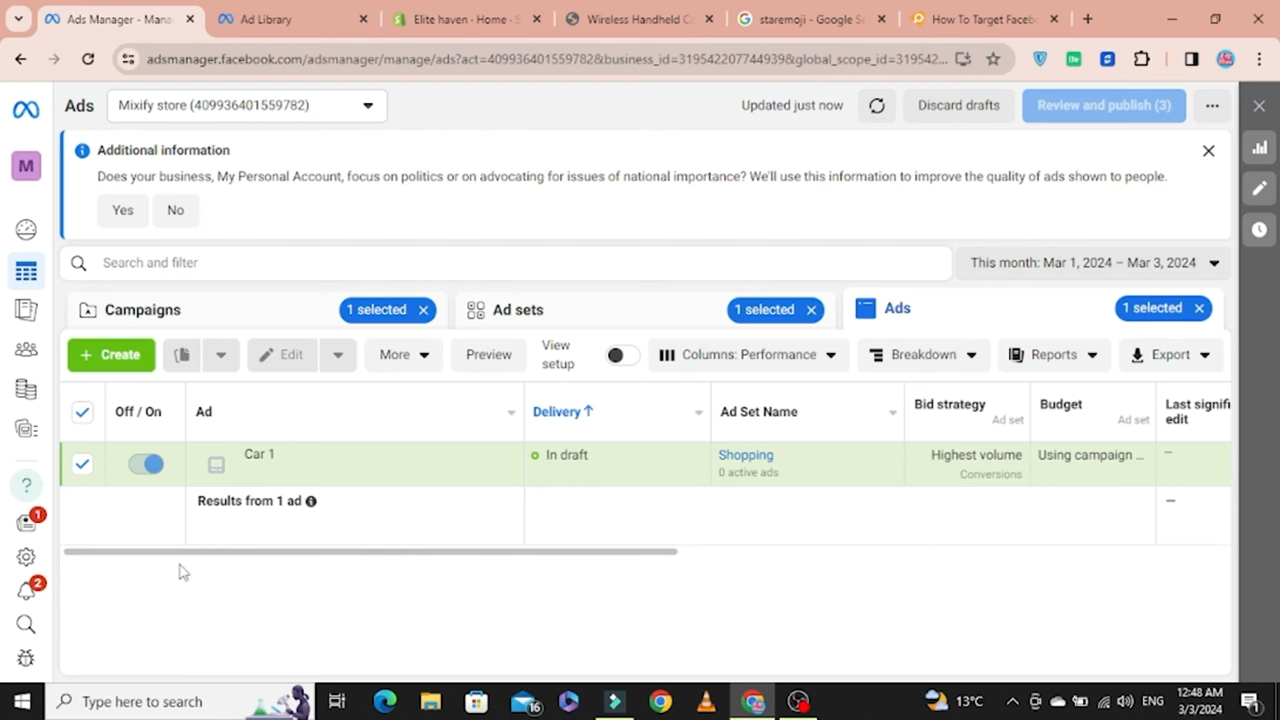 Ads Manager - Mana
Ad Library
Elite haven - Home - S
Wireless Handheld C
staremoji - Google Se
How To Target Faceb
adsmanager.facebook.com/adsmanager/manage/ads?act=409936401559782&business_id=319542207744939&global_scope_id=319542...
Ads
Mixify store (409936401559782)
Updated just now
Discard drafts
Review and publish (3)
M
Additional information
Does your business, My Personal Account, focus on politics or on advocating for issues of national importance? We'll use this information to improve the quality of ads shown to people.
Yes
No
Search and filter
This month: Mar 1, 2024 – Mar 3, 2024
Campaigns
1 selected
Ad sets
1 selected
Ads
1 selected
+ Create
Edit
More
Preview
View
setup
Columns: Performance
Breakdown
Reports
Export
Off / On
Ad
Delivery ↑
Ad Set Name
Bid strategy
Ad set
Budget
Ad set
Last signifi
edit
Car 1
In draft
Shopping
0 active ads
Highest volume
Conversions
Using campaign ...
—
Results from 1 ad
—
?
1
2
Type here to search
16
13°C
ENG
12:48 AM
3/3/2024
1